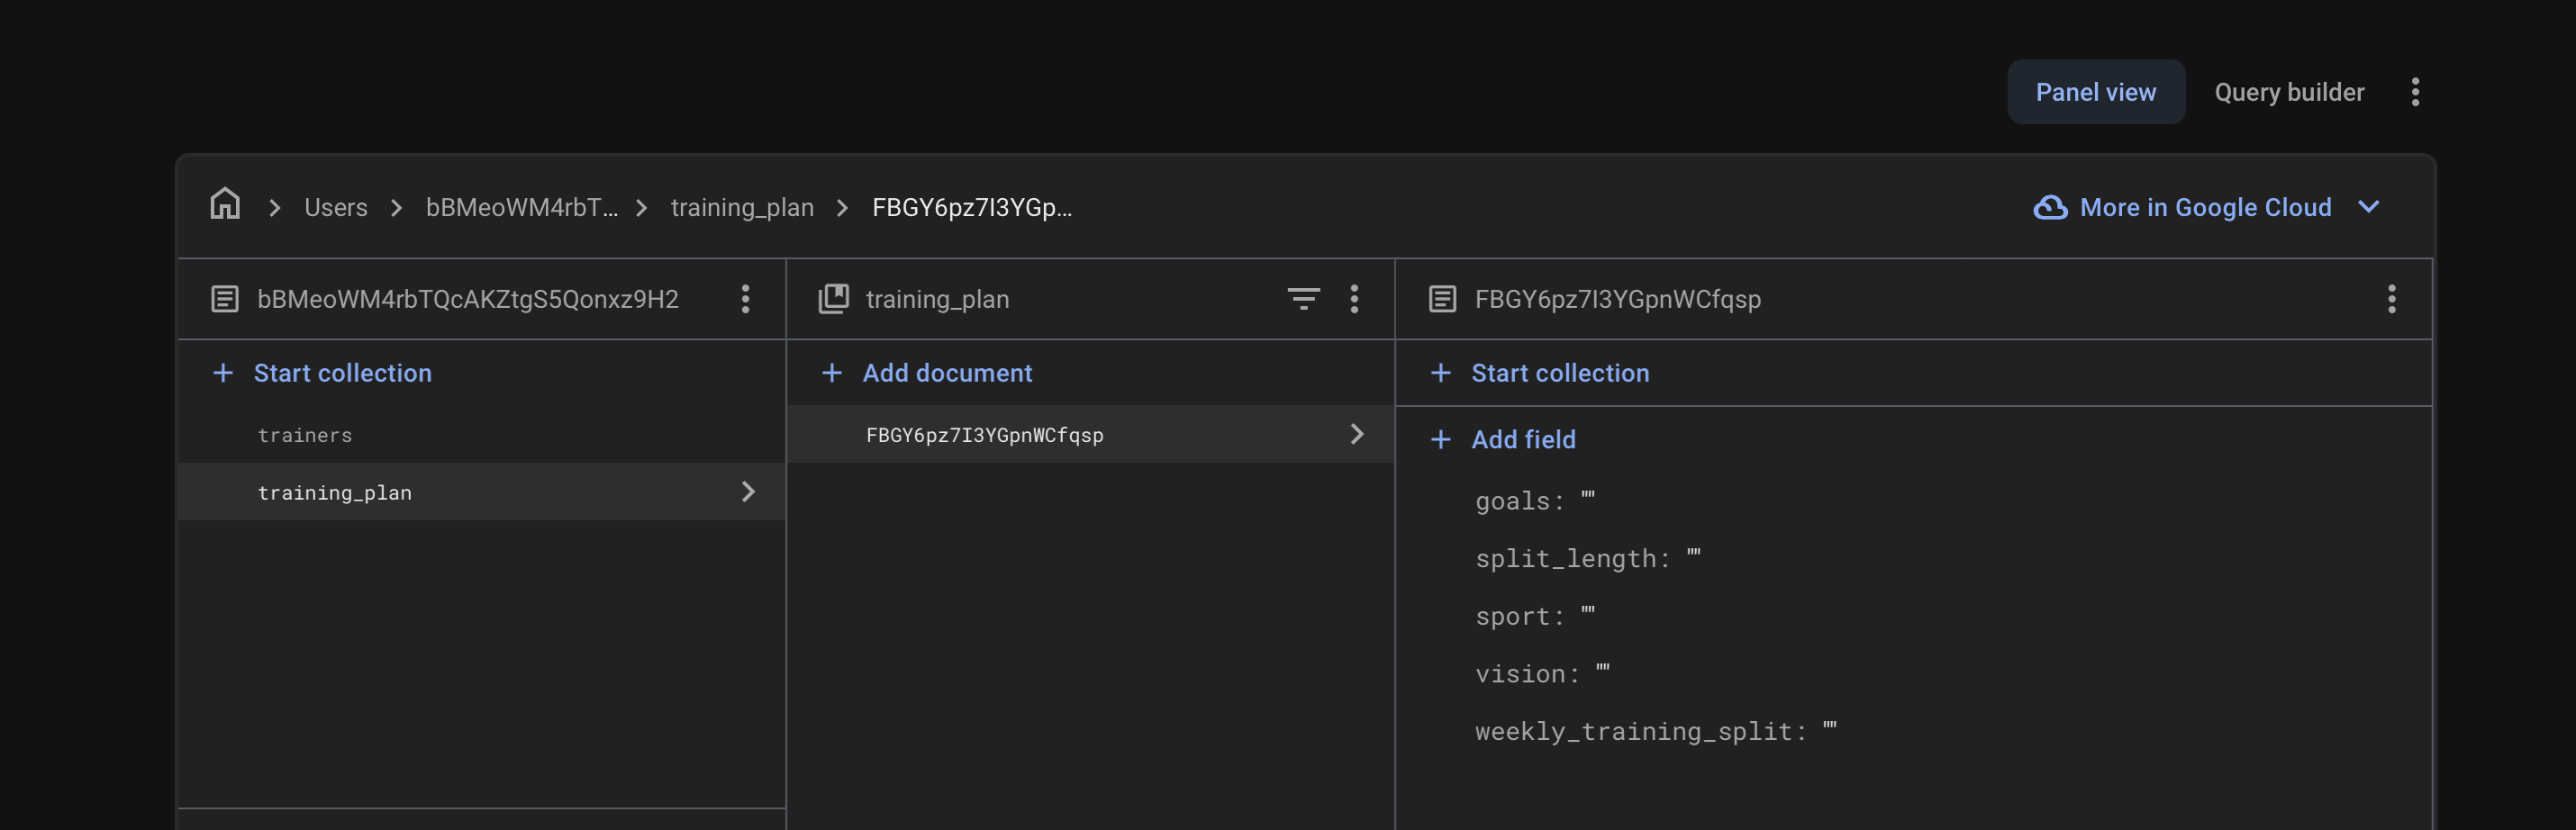 Panel view Query builder
Users bBMeoWM4rbT... training_plan FBGY6pz7I3YGp... More in Google Cloud
bBMeoWM4rbTQcAKZtgS5Qonxz9H2 training_plan FBGY6pz7I3YGpnWCfqsp
Start collection Add document Start collection
trainers FBGY6pz7I3YGpnWCfqsp Add field
training_plan
goals: ""
split_length: ""
sport: ""
vision: ""
weekly_training_split: ""